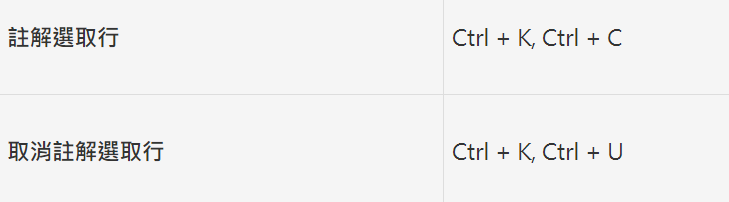 註解選取行 Ctrl + K, Ctrl + C
取消註解選取行 Ctrl + K, Ctrl + U